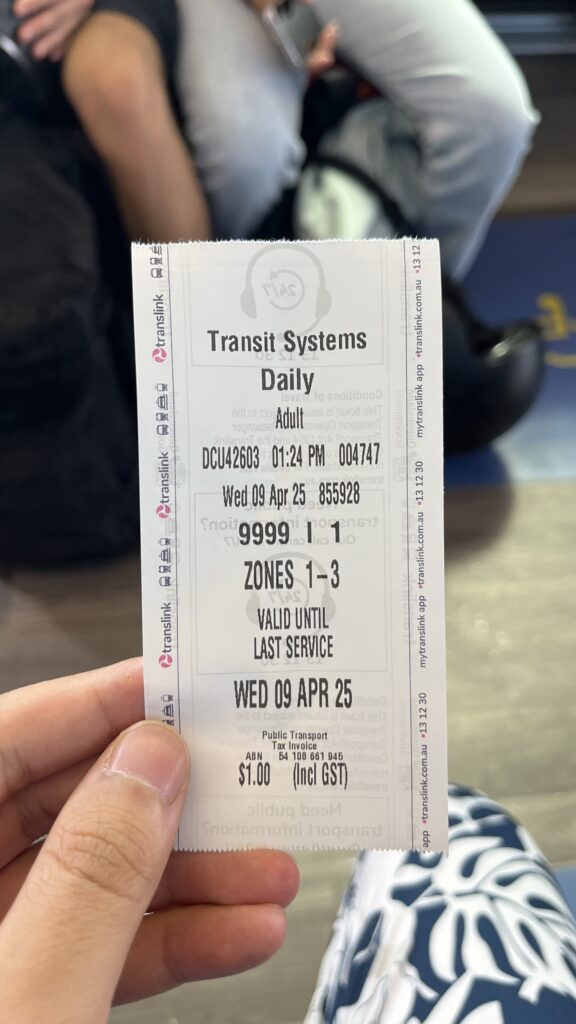 Transit Systems
Daily
Adult
DCU42603 01:24 PM 004747
Wed 09 Apr 25 855928
9999 I 1
ZONES 1-3
VALID UNTIL
LAST SERVICE
WED 09 APR 25
Public Transport
Tax Invoice
ABN 54 108 661 945
$1.00 (Incl GST)
translink
translink
translink
app •translink.com.au •13 12 30
mytranslink app •translink.com.au •13 12 30
mytranslink app •translink.com.au •13 12